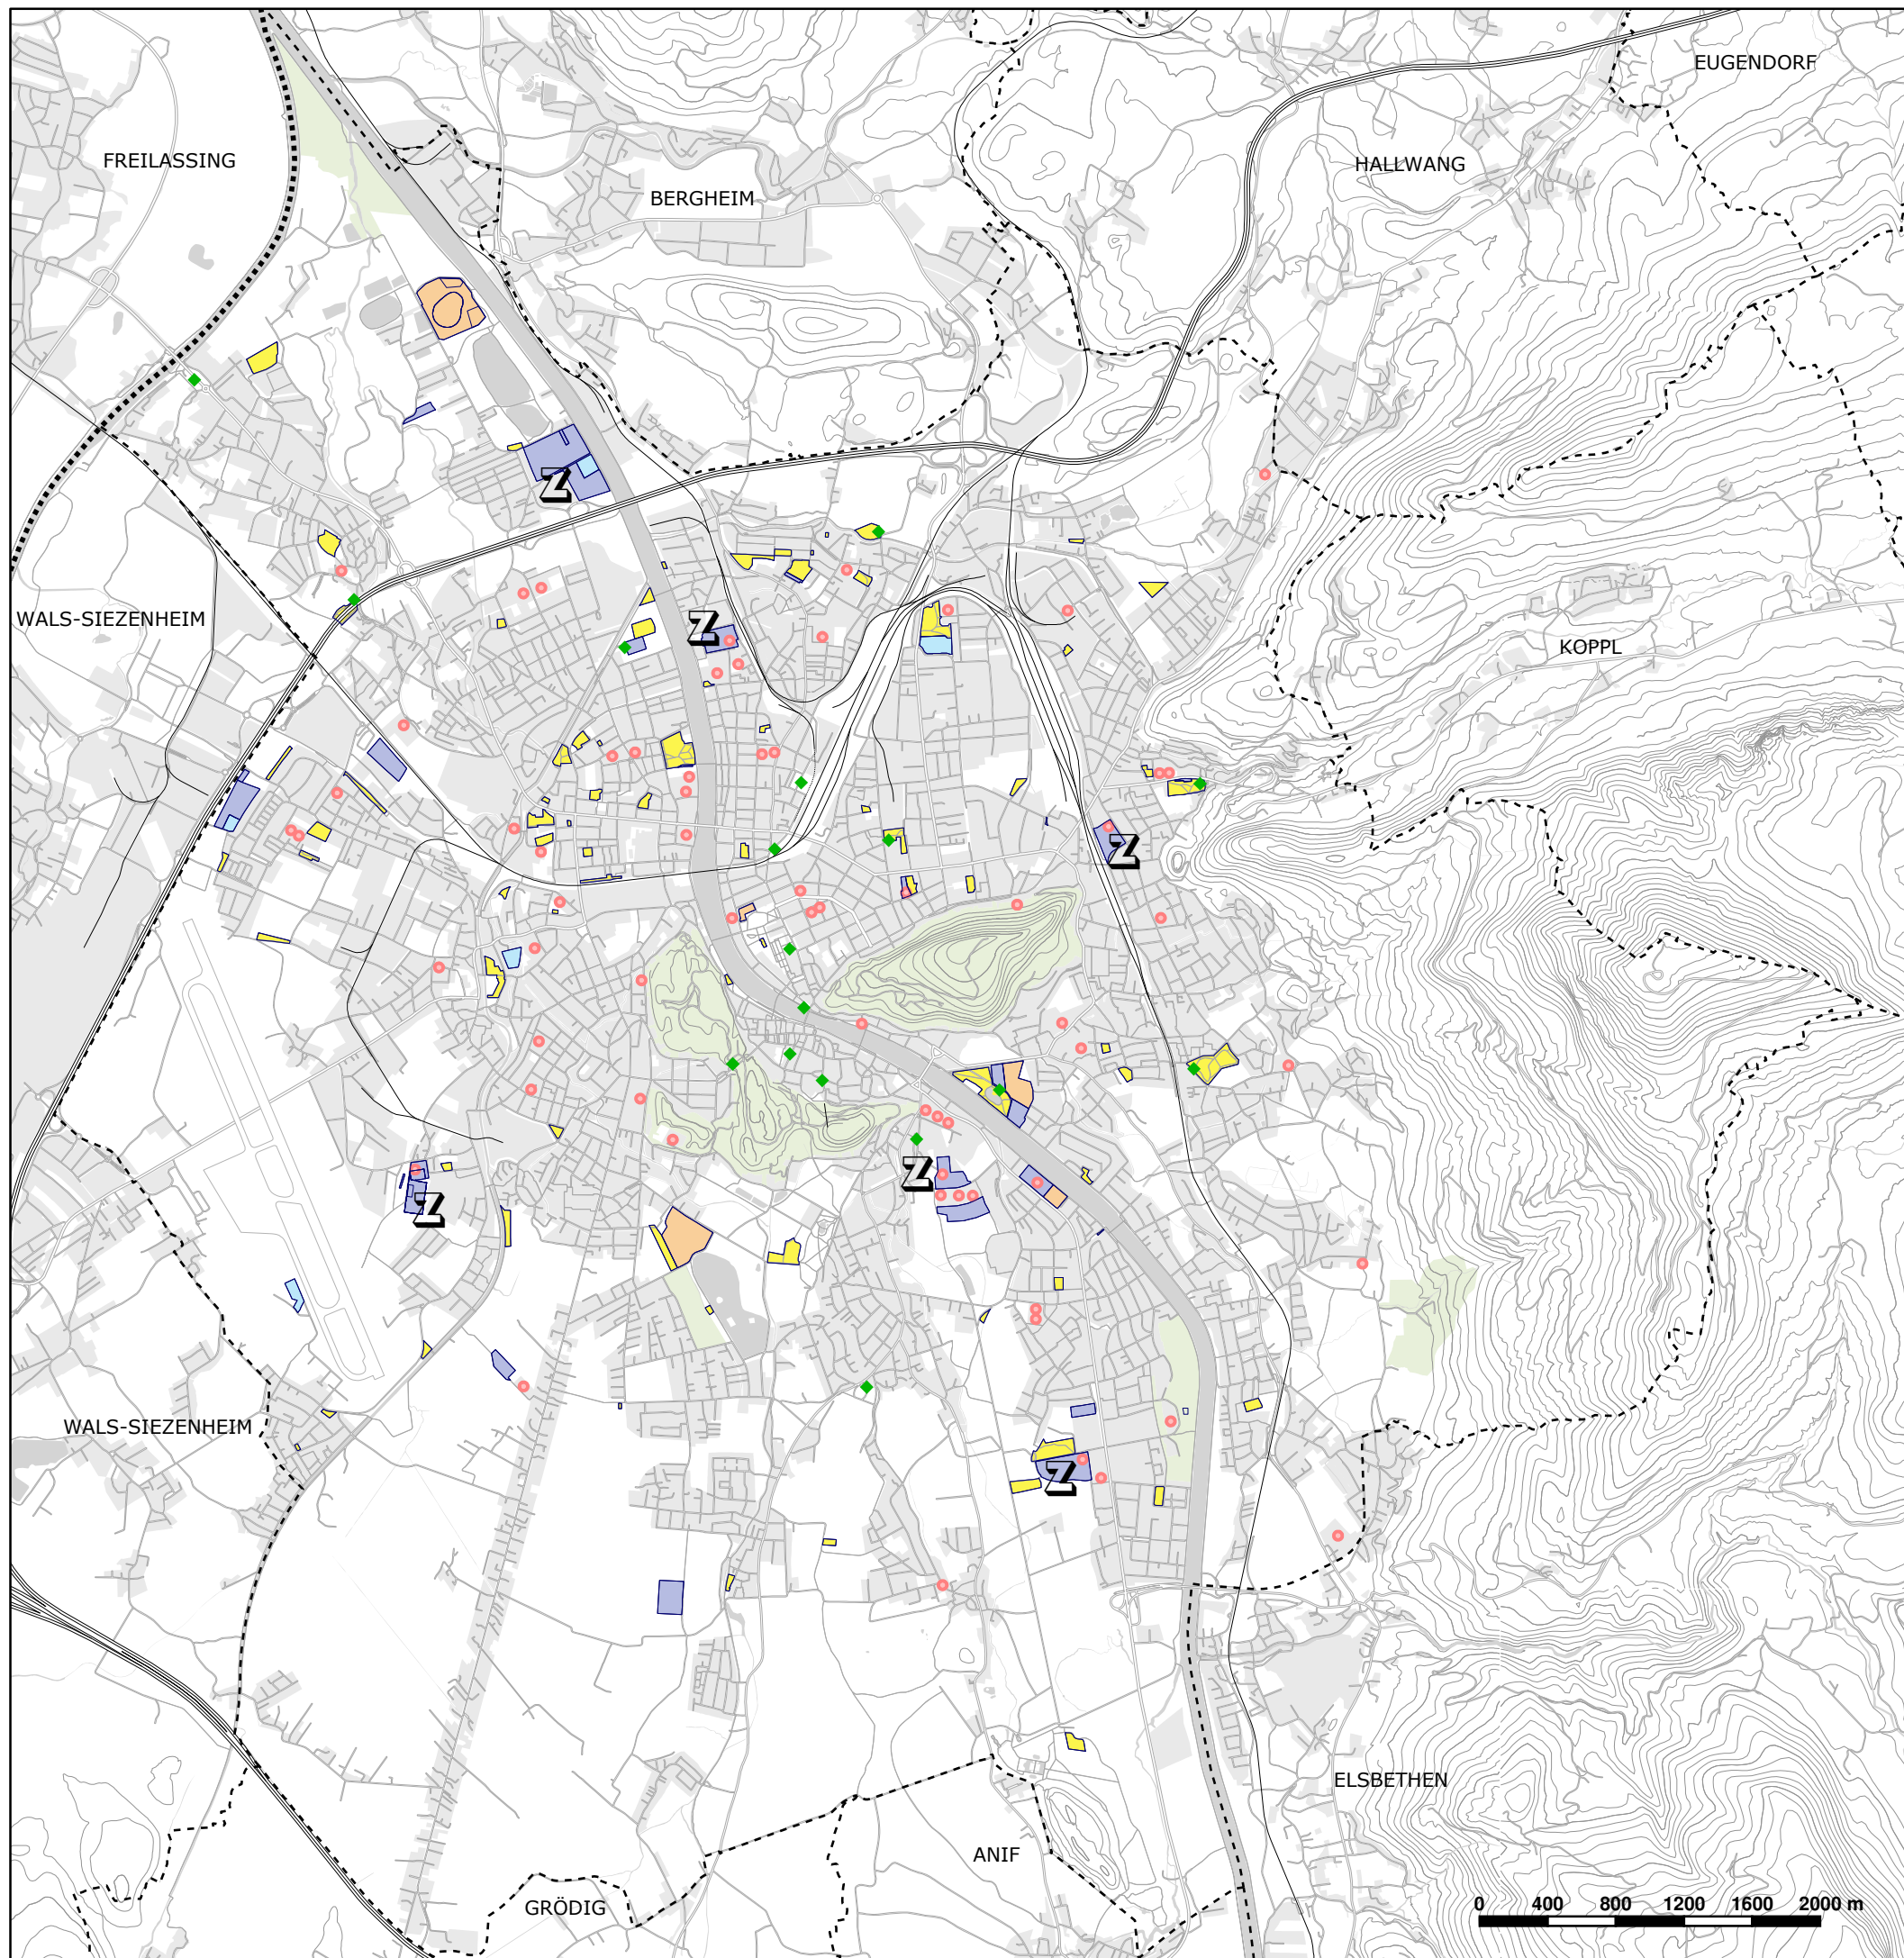 EUGENDORF
FREILASSING
HALLWANG
BERGHEIM
Z
WALS-SIEZENHEIM
Z
KOPPL
Z
Z
Z
WALS-SIEZENHEIM
Z
ELSBETHEN
ANIF
GRÖDIG
0 400 800 1200 1600 2000 m